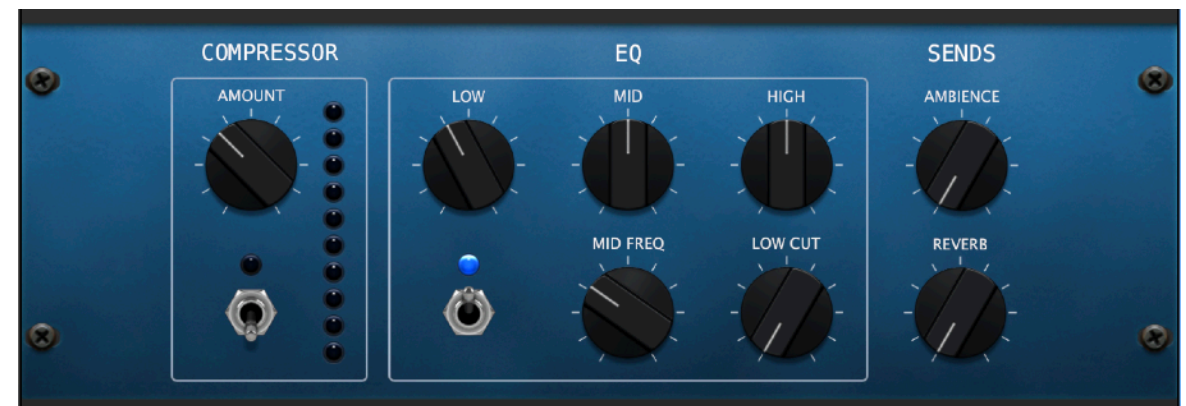 COMPRESSOR
EQ
SENDS
AMOUNT
LOW
MID
HIGH
AMBIENCE
MID FREQ
LOW CUT
REVERB